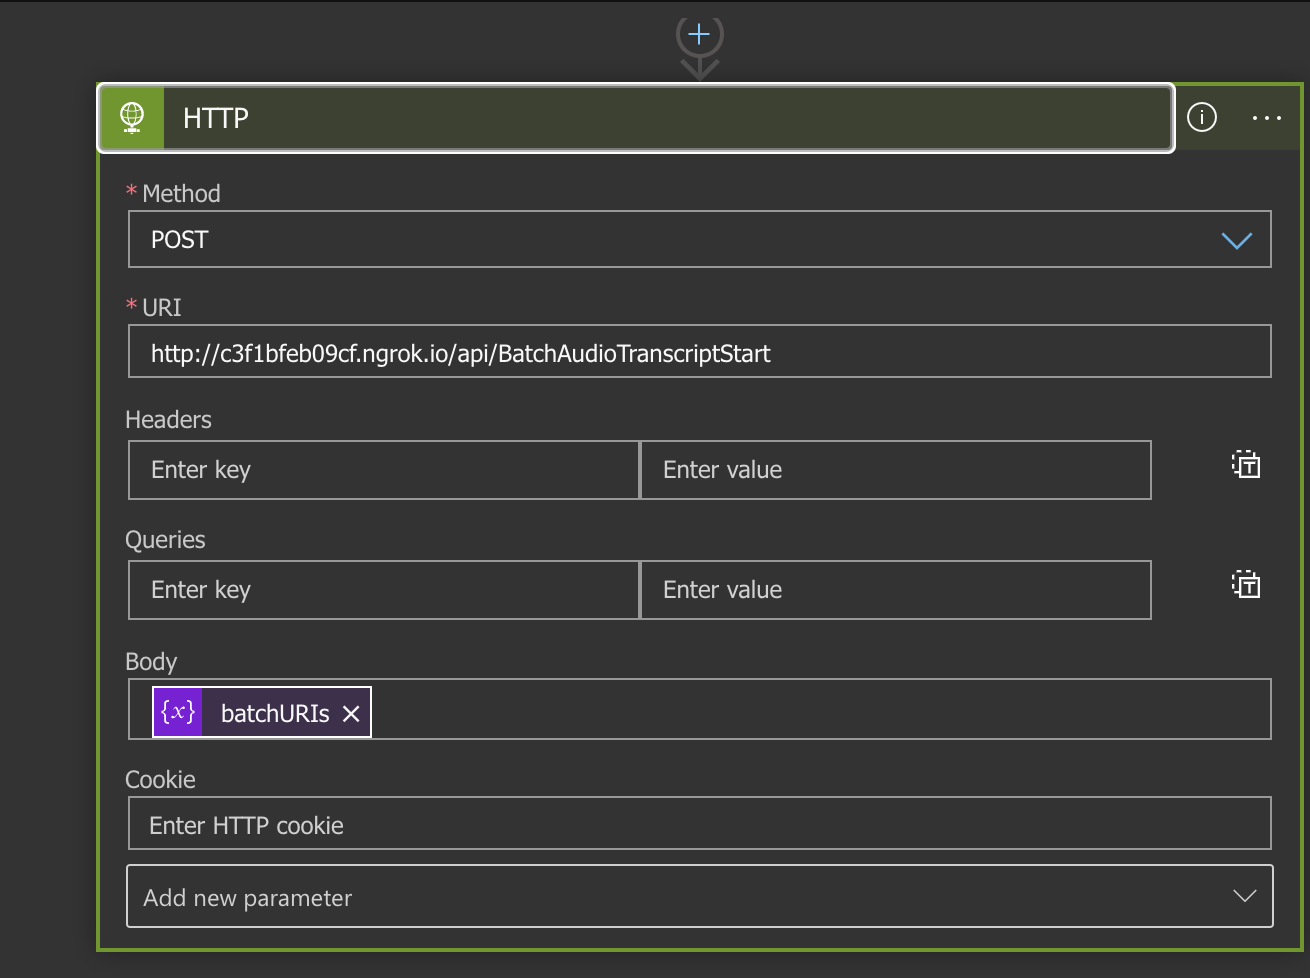 HTTP
* Method
POST
* URI
http://c3f1bfeb09cf.ngrok.io/api/BatchAudioTranscriptStart
Headers
Enter key Enter value
Queries
Enter key Enter value
Body
{x} batchURIs
Cookie
Enter HTTP cookie
Add new parameter